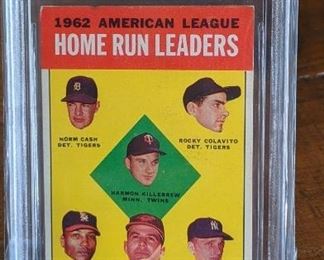 1962 AMERICAN LEAGUE
HOME RUN LEADERS
NORM CASH
DET. TIGERS
ROCKY COLAVITO
DET. TIGERS
HARMON KILLEBREW
MINN. TWINS